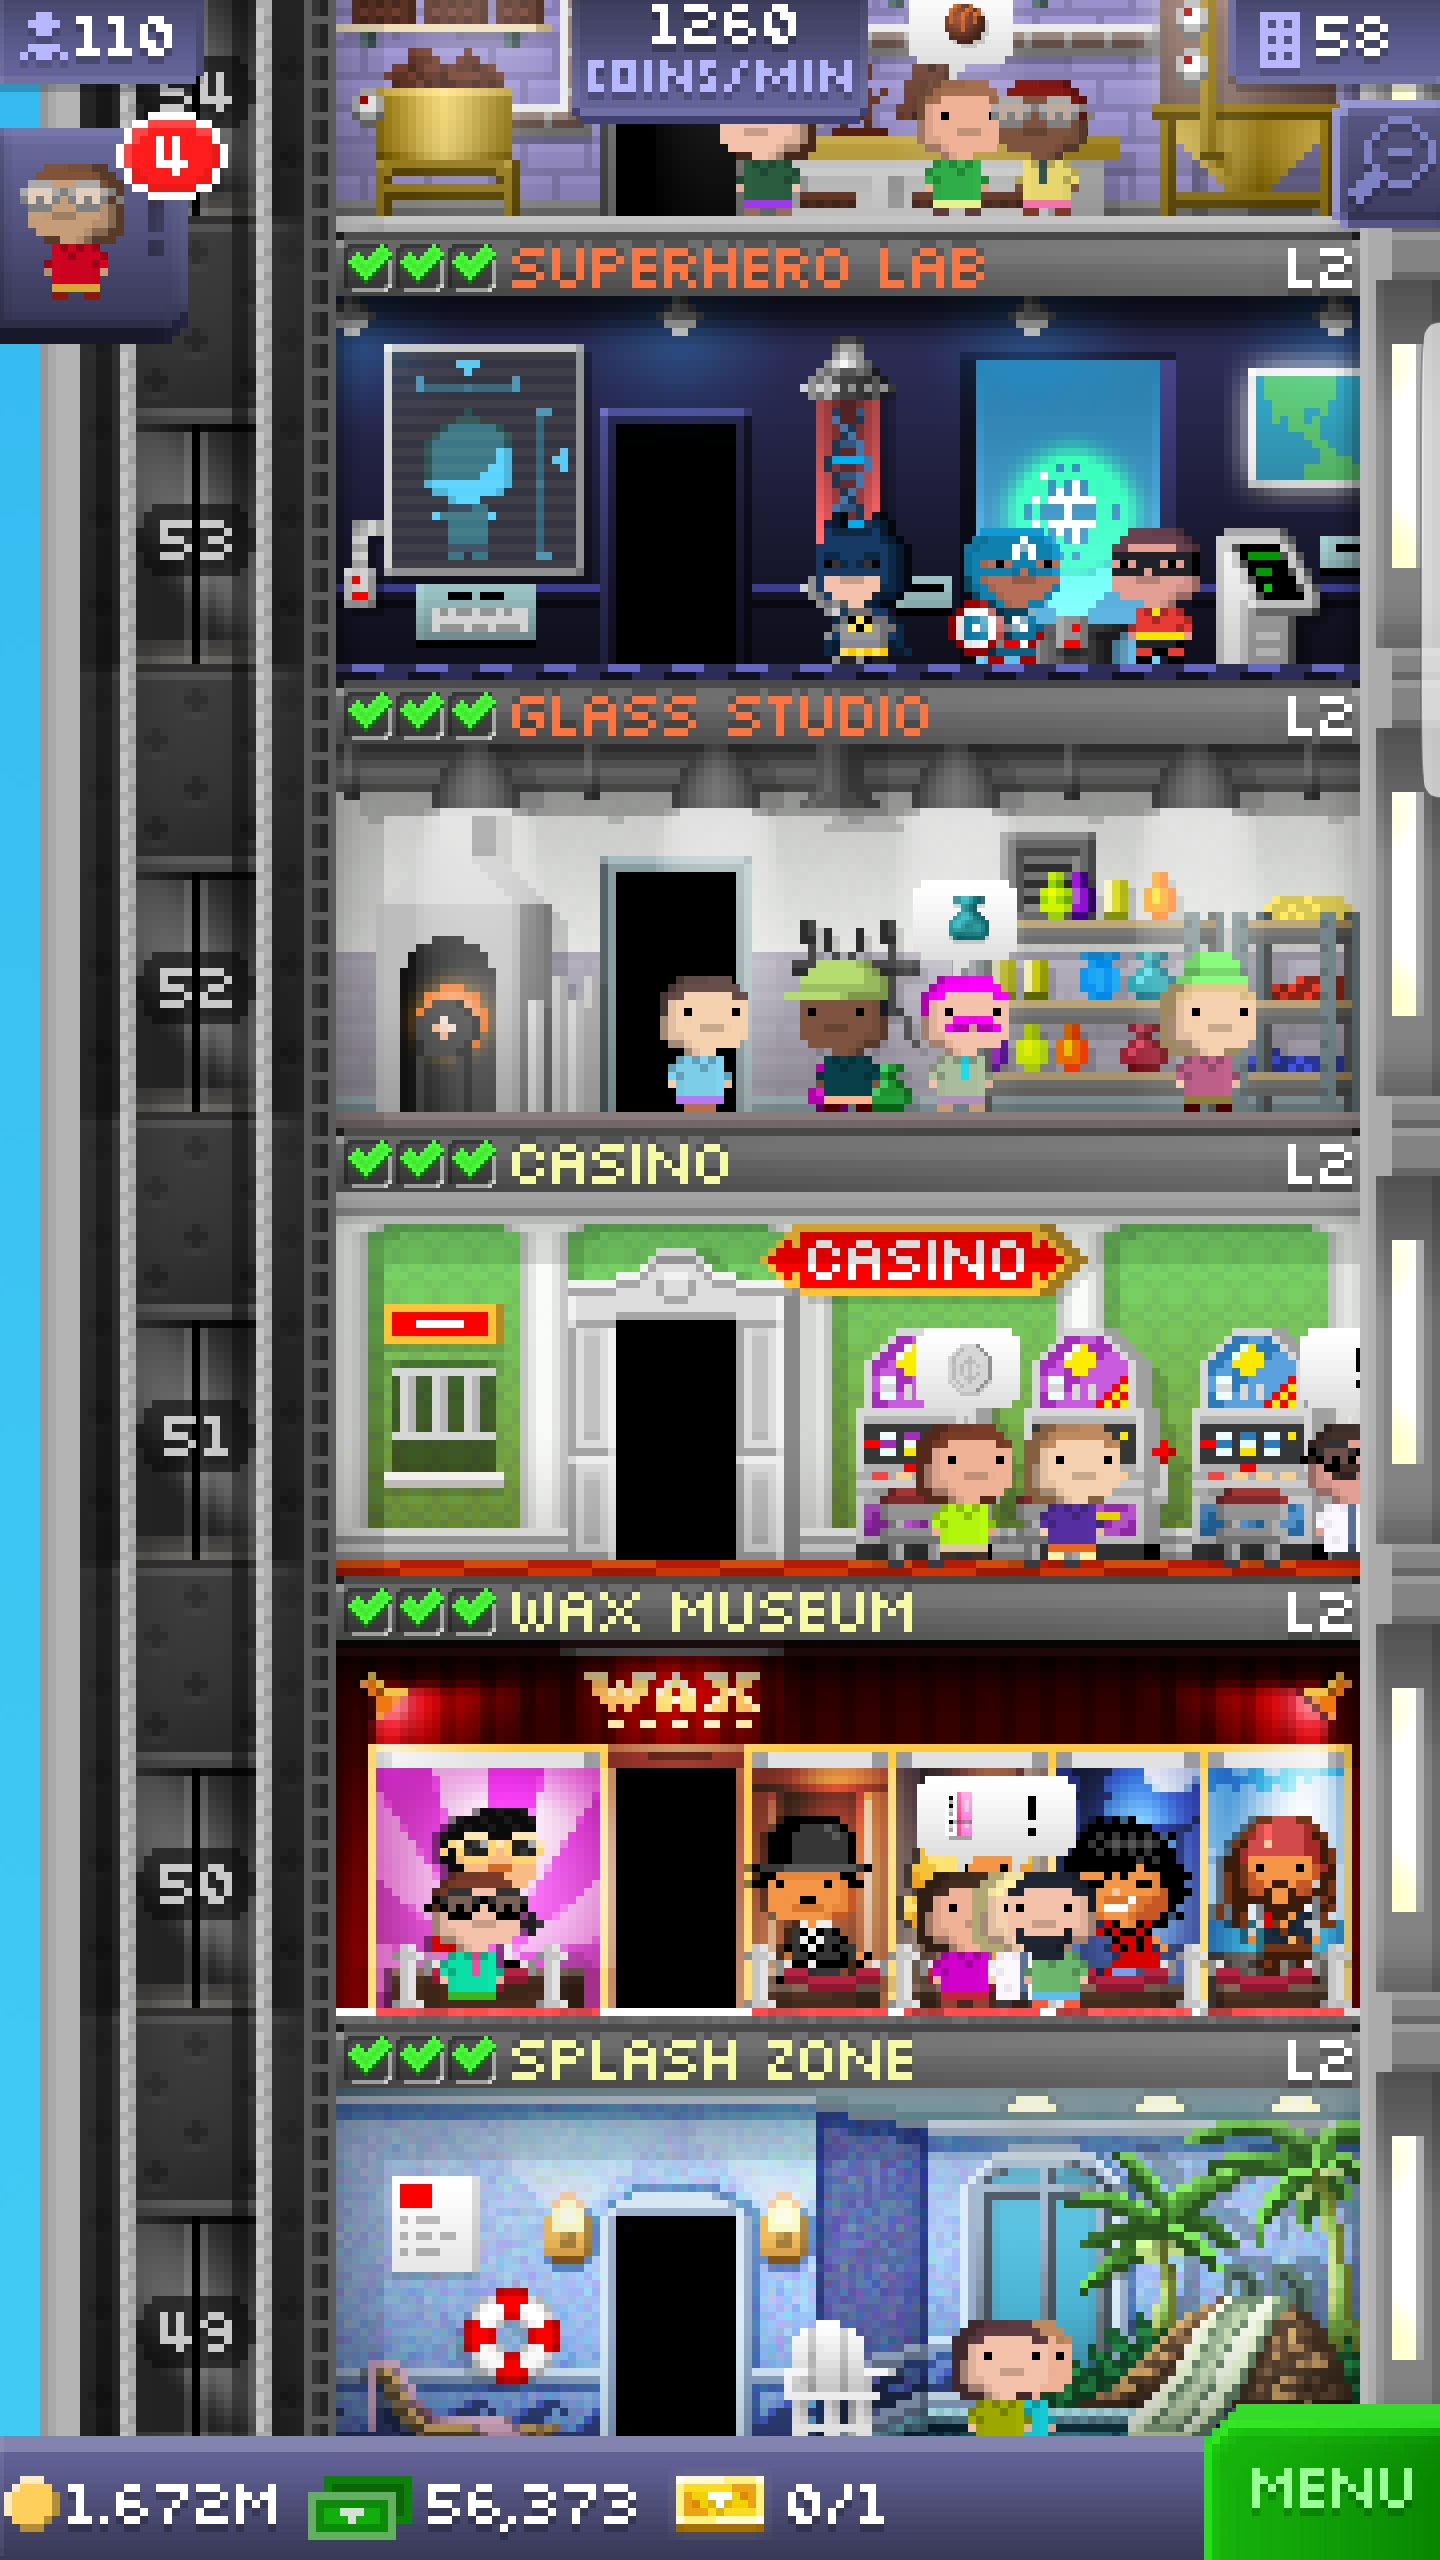 110
1260
COINS/MIN
58
4
54
SUPERHERO LAB L2
53
GLASS STUDIO L2
52
CASINO L2
CASINO
51
!
WAX MUSEUM L2
WAX
!
50
SPLASH ZONE L2
49
1.672M 56,373 0/1
MENU